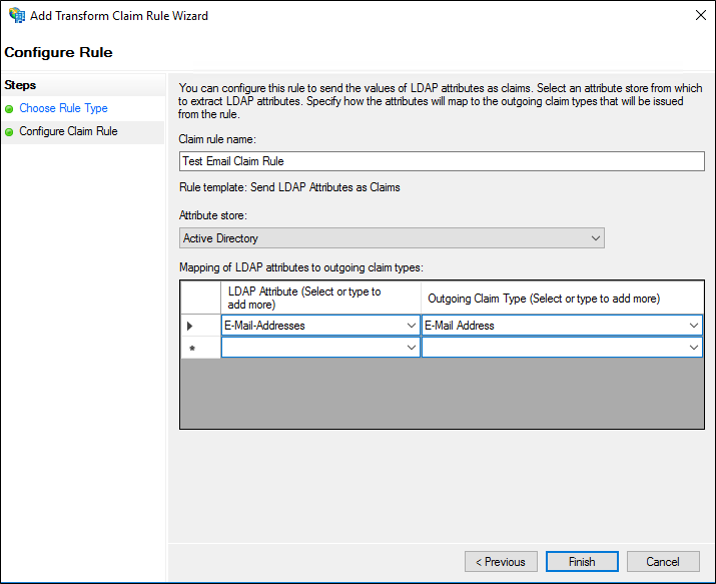 Add Transform Claim Rule Wizard
Configure Rule
Steps
Choose Rule Type
Configure Claim Rule
You can configure this rule to send the values of LDAP attributes as claims. Select an attribute store from which
to extract LDAP attributes. Specify how the attributes will map to the outgoing claim types that will be issued
from the rule.
Claim rule name:
Test Email Claim Rule
Rule template: Send LDAP Attributes as Claims
Attribute store:
Active Directory
Mapping of LDAP attributes to outgoing claim types:
LDAP Attribute (Select or type to
add more)
Outgoing Claim Type (Select or type to add more)
E-Mail-Addresses
E-Mail Address
*
< Previous
Finish
Cancel